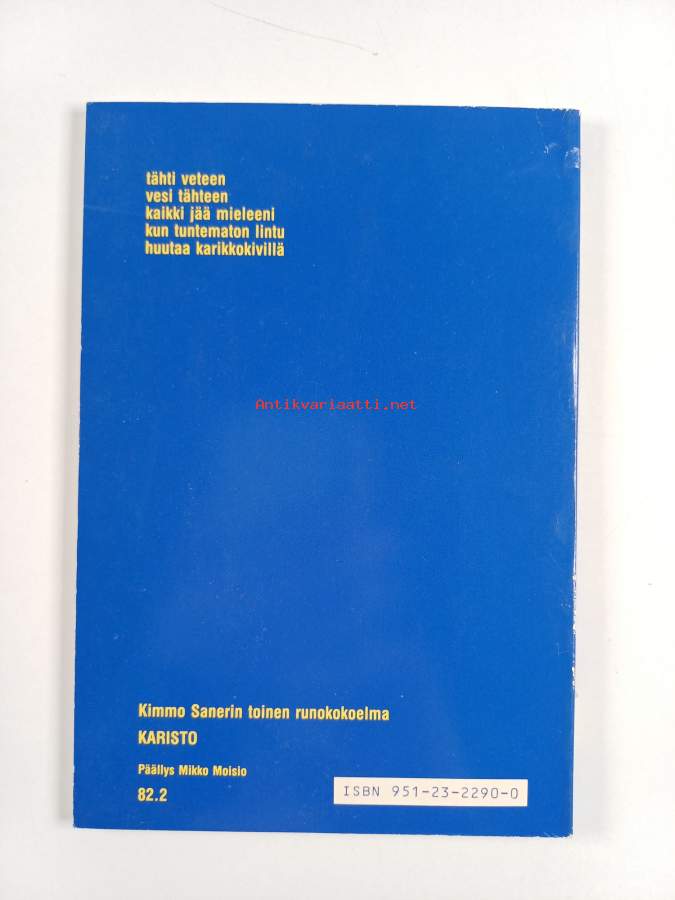 tähti veteen
vesi tähteen
kaikki jää mieleeni
kun tuntematon lintu
huutaa karikkokivillä
Antikvariaatti.net
Kimmo Sanerin toinen runokokoelma
KARISTO
Päällys Mikko Moisio
82.2
ISBN 951-23-2290-0